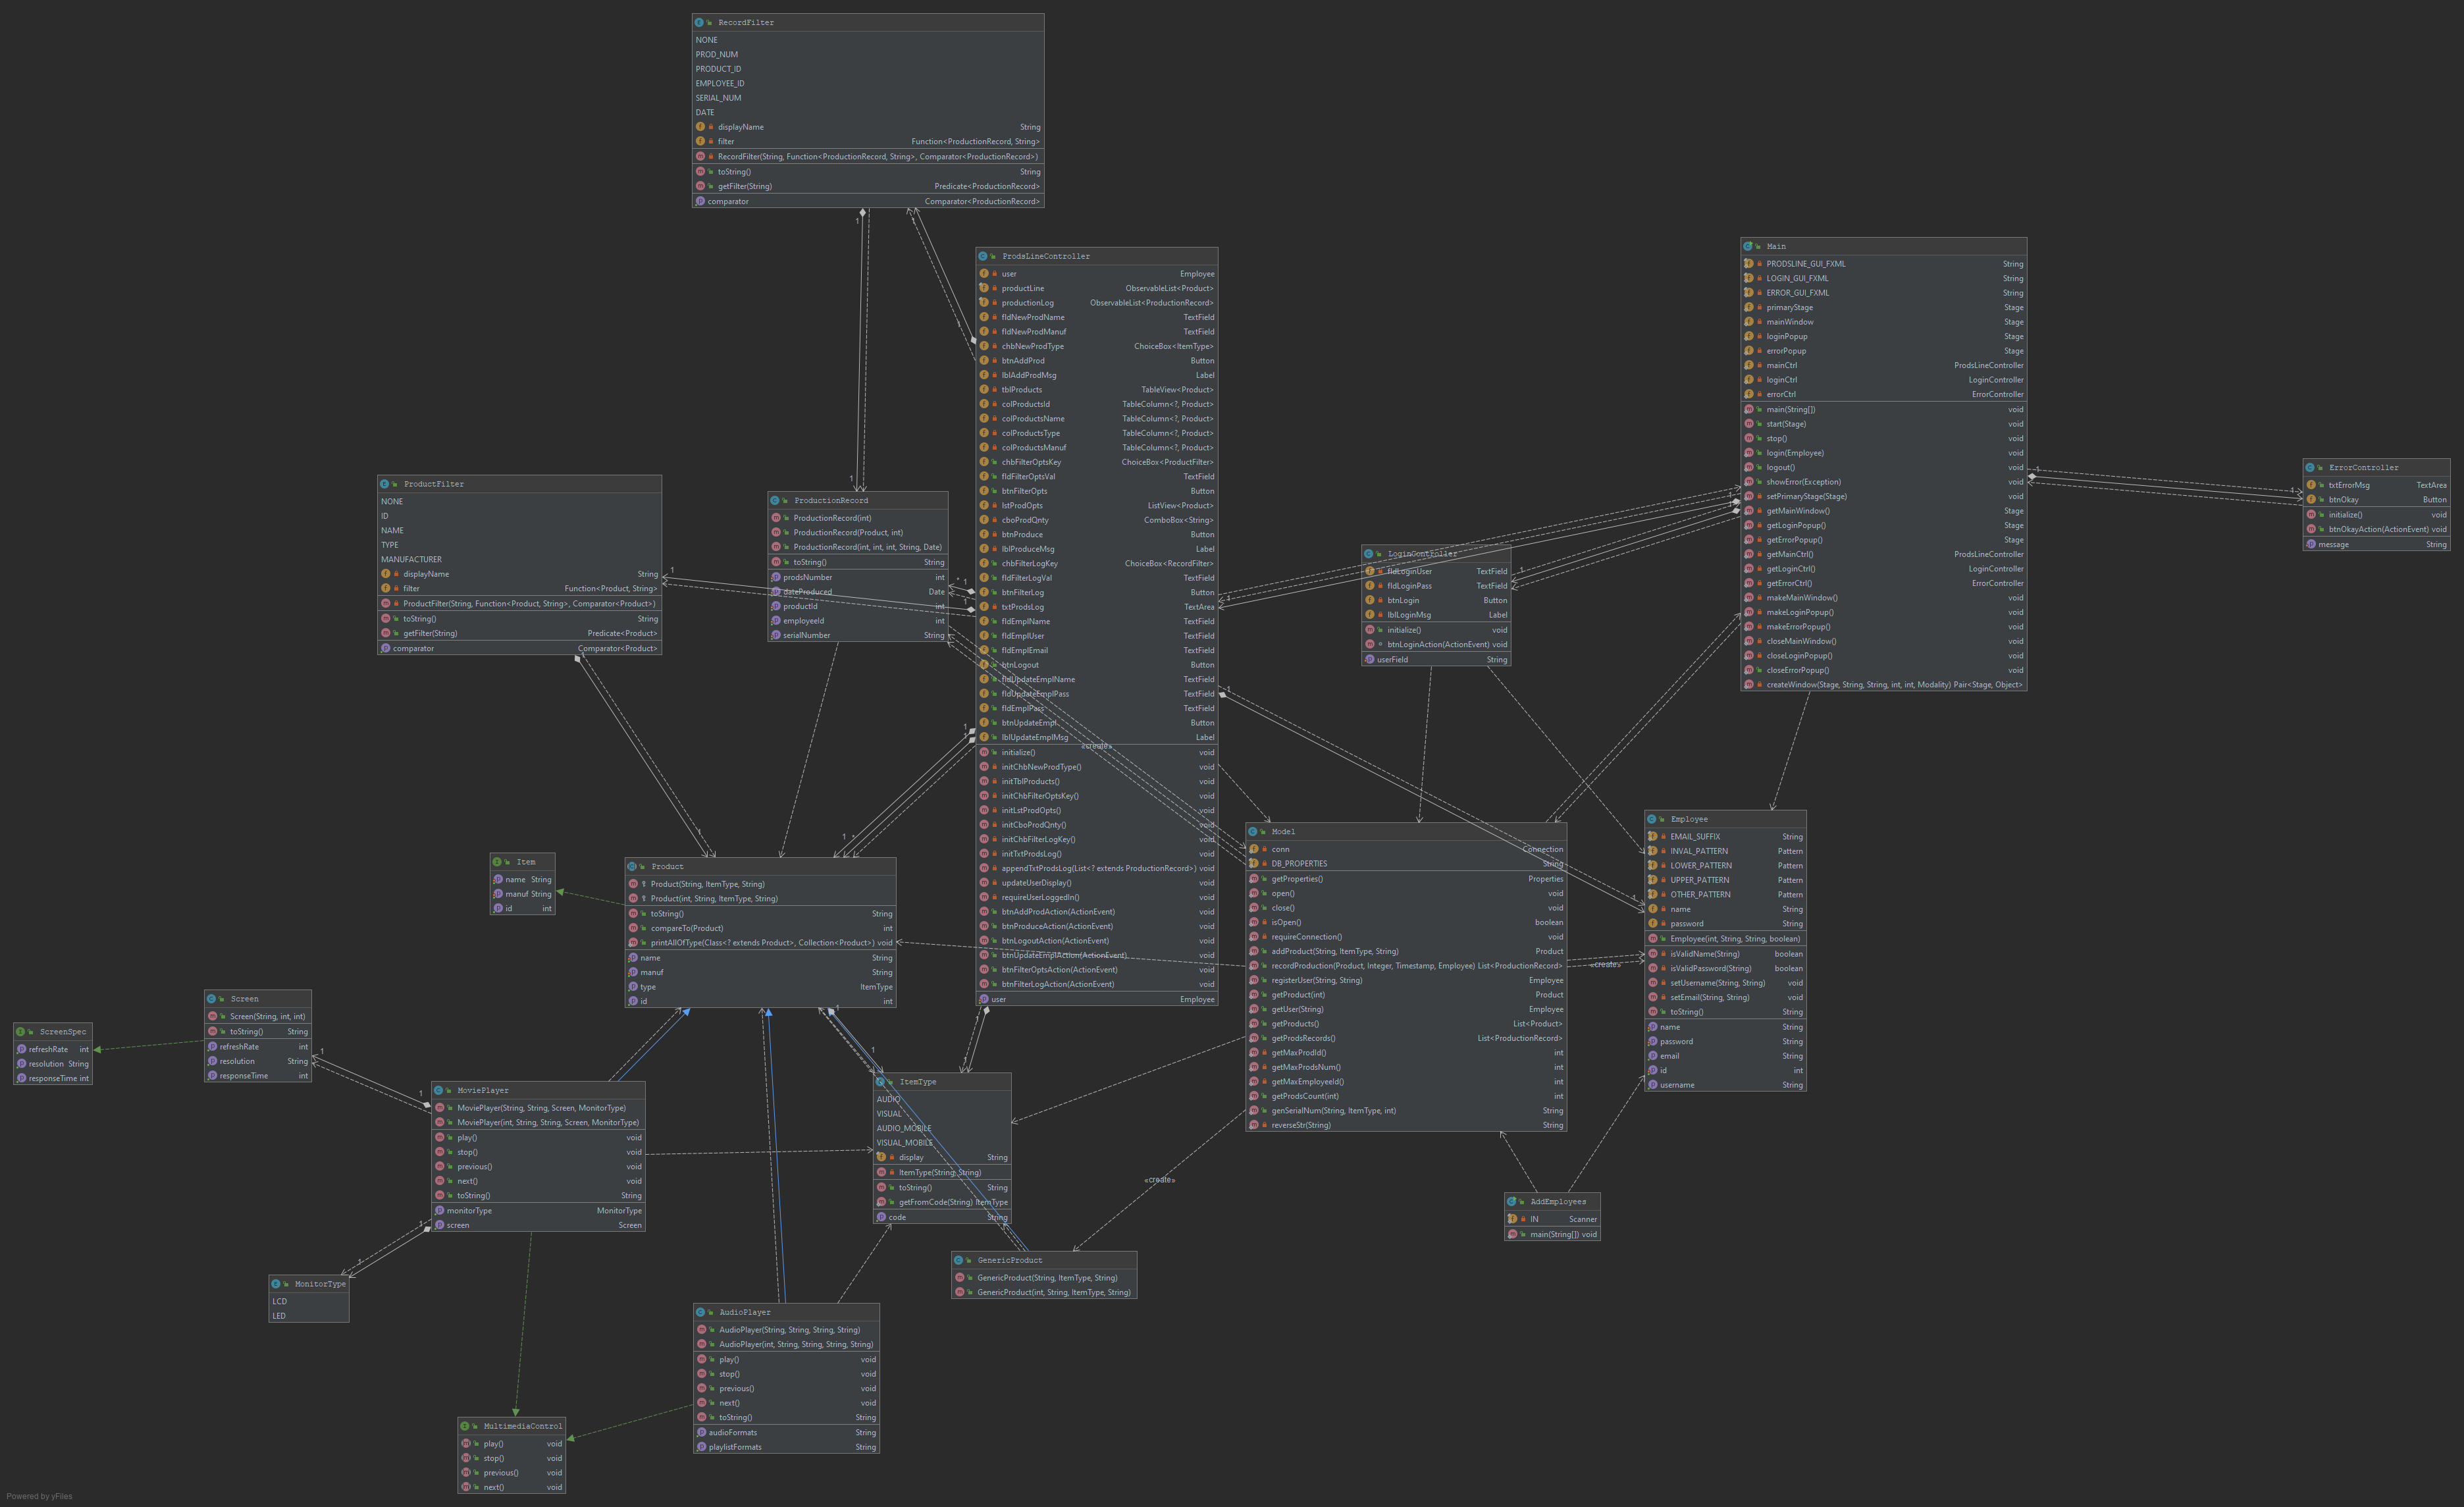 RecordFilter
NONE
PROD_NUM
PRODUCT_ID
EMPLOYEE_ID
SERIAL_NUM
DATE
displayName String
filter Function<ProductionRecord, String>
RecordFilter(String, Function<ProductionRecord, String>, Comparator<ProductionRecord>)
toString() String
getFilter(String) Predicate<ProductionRecord>
comparator Comparator<ProductionRecord>
ProdsLineController
user Employee
productLine ObservableList<Product>
productionLog ObservableList<ProductionRecord>
fldNewProdName TextField
fldNewProdManuf TextField
chbNewProdType ChoiceBox<ItemType>
btnAddProd Button
lblAddProdMsg Label
tblProducts TableView<Product>
colProductsId TableColumn<?, Product>
colProductsName TableColumn<?, Product>
colProductsType TableColumn<?, Product>
colProductsManuf TableColumn<?, Product>
chbFilterOptsKey ChoiceBox<ProductFilter>
fldFilterOptsVal TextField
btnFilterOpts Button
lstProdOpts ListView<Product>
cboProdQnty ComboBox<String>
btnProduce Button
lblProduceMsg Label
chbFilterLogKey ChoiceBox<RecordFilter>
fldFilterLogVal TextField
btnFilterLog Button
txtProdsLog TextArea
fldEmplName TextField
fldEmplUser TextField
fldEmplEmail TextField
btnLogout Button
fldUpdateEmplName TextField
fldUpdateEmplPass TextField
fldEmplPass TextField
btnUpdateEmpl Button
lblUpdateEmplMsg Label
«create»
initialize() void
initChbNewProdType() void
initTblProducts() void
initChbFilterOptsKey() void
initLstProdOpts() void
initCboProdQnty() void
initChbFilterLogKey() void
initTxtProdsLog() void
appendTxtProdsLog(List<? extends ProductionRecord>) void
updateUserDisplay() void
requireUserLoggedIn() void
btnAddProdAction(ActionEvent) void
btnProduceAction(ActionEvent) void
btnLogoutAction(ActionEvent) void
btnUpdateEmplAction(ActionEvent) void
btnFilterOptsAction(ActionEvent) void
btnFilterLogAction(ActionEvent) void
user Employee
Main
PRODSLINE_GUI_FXML String
LOGIN_GUI_FXML String
ERROR_GUI_FXML String
primaryStage Stage
mainWindow Stage
loginPopup Stage
errorPopup Stage
mainCtrl ProdsLineController
loginCtrl LoginController
errorCtrl ErrorController
main(String[]) void
start(Stage) void
stop() void
login(Employee) void
logout() void
showError(Exception) void
setPrimaryStage(Stage) void
getMainWindow() Stage
getLoginPopup() Stage
getErrorPopup() Stage
getMainCtrl() ProdsLineController
getLoginCtrl() LoginController
getErrorCtrl() ErrorController
makeMainWindow() void
makeLoginPopup() void
makeErrorPopup() void
closeMainWindow() void
closeLoginPopup() void
closeErrorPopup() void
createWindow(Stage, String, String, int, int, Modality) Pair<Stage, Object>
ErrorController
txtErrorMsg TextArea
btnOkay Button
initialize() void
btnOkayAction(ActionEvent) void
message String
ProductFilter
NONE
ID
NAME
TYPE
MANUFACTURER
displayName String
filter Function<Product, String>
ProductFilter(String, Function<Product, String>, Comparator<Product>)
toString() String
getFilter(String) Predicate<Product>
comparator Comparator<Product>
ProductionRecord
ProductionRecord(int)
ProductionRecord(Product, int)
ProductionRecord(int, int, int, String, Date)
toString() String
prodsNumber int
dateProduced Date
productId int
employeeId int
serialNumber String
LoginController
fldLoginUser TextField
fldLoginPass TextField
btnLogin Button
lblLoginMsg Label
initialize() void
btnLoginAction(ActionEvent) void
userField String
Item
name String
manuf String
id int
Product
Product(String, ItemType, String)
Product(int, String, ItemType, String)
toString() String
compareTo(Product) int
printAllOfType(Class<? extends Product>, Collection<Product>) void
name String
manuf String
type ItemType
id int
Model
conn Connection
DB_PROPERTIES String
getProperties() Properties
open() void
close() void
isOpen() boolean
requireConnection() void
addProduct(String, ItemType, String) Product
recordProduction(Product, Integer, Timestamp, Employee) List<ProductionRecord>
registerUser(String, String) Employee
getProduct(int) Product
getUser(String) Employee
getProducts() List<Product>
getProdsRecords() List<ProductionRecord>
getMaxProdId() int
getMaxProdsNum() int
getMaxEmployeeId() int
getProdsCount(int) int
genSerialNum(String, ItemType, int) String
reverseStr(String) String
«create»
Employee
EMAIL_SUFFIX String
INVAL_PATTERN Pattern
LOWER_PATTERN Pattern
UPPER_PATTERN Pattern
OTHER_PATTERN Pattern
name String
password String
Employee(int, String, String, boolean)
isValidName(String) boolean
isValidPassword(String) boolean
setUsername(String, String) void
setEmail(String, String) void
toString() String
name String
password String
email String
id int
username String
ScreenSpec
refreshRate int
resolution String
responseTime int
Screen
Screen(String, int, int)
toString() String
refreshRate int
resolution String
responseTime int
MoviePlayer
MoviePlayer(String, String, Screen, MonitorType)
MoviePlayer(int, String, String, Screen, MonitorType)
play() void
stop() void
previous() void
next() void
toString() String
monitorType MonitorType
screen Screen
ItemType
AUDIO
VISUAL
AUDIO_MOBILE
VISUAL_MOBILE
display String
ItemType(String, String)
toString() String
getFromCode(String) ItemType
code String
«create»
AddEmployees
IN Scanner
main(String[]) void
GenericProduct
GenericProduct(String, ItemType, String)
GenericProduct(int, String, ItemType, String)
MonitorType
LCD
LED
AudioPlayer
AudioPlayer(String, String, String, String)
AudioPlayer(int, String, String, String, String)
play() void
stop() void
previous() void
next() void
toString() String
audioFormats String
playlistFormats String
MultimediaControl
play() void
stop() void
previous() void
next() void
Powered by yFiles